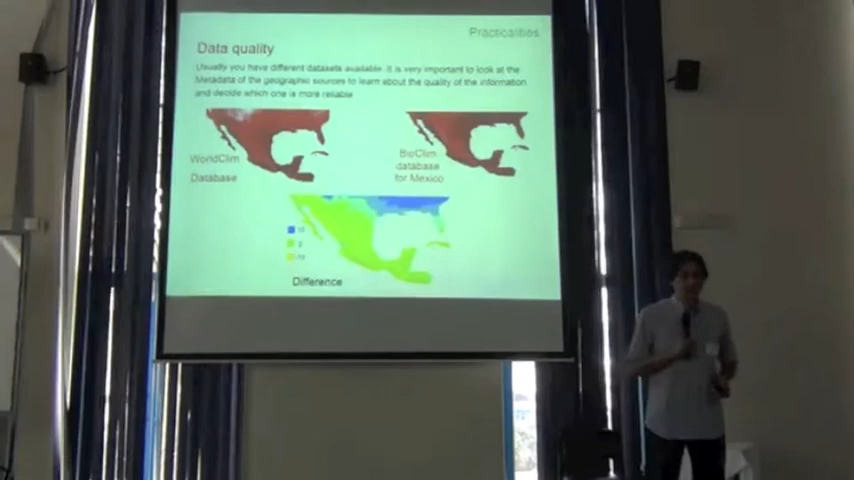 Practicalities
Data quality
Usually you have different datasets available. It is very important to look at the
Metadata of the geographic sources to learn about the quality of the information
and decide which one is more reliable
WorldClim
Database
BioClim
database
for Mexico
Difference